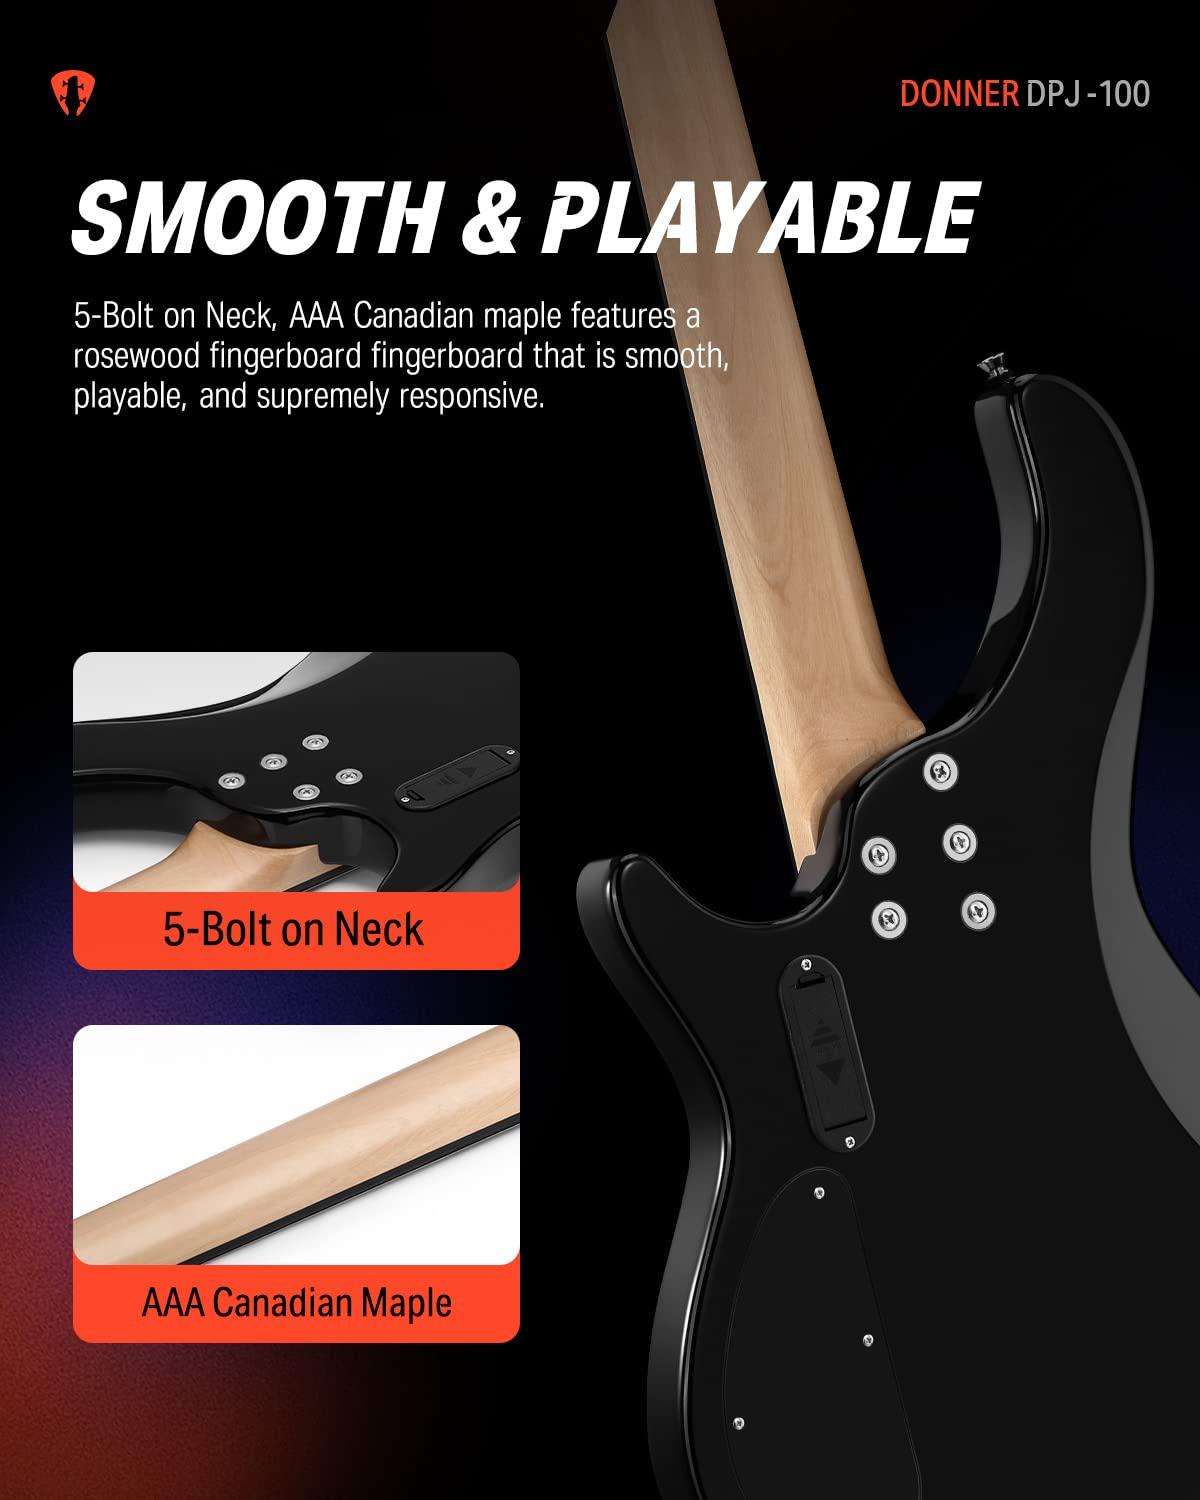 DONNER DPJ -100
SMOOTH & PLAYABLE
5-Bolt on Neck, AAA Canadian maple features a
rosewood fingerboard fingerboard that is smooth,
playable, and supremely responsive.
5-Bolt on Neck
AAA Canadian Maple